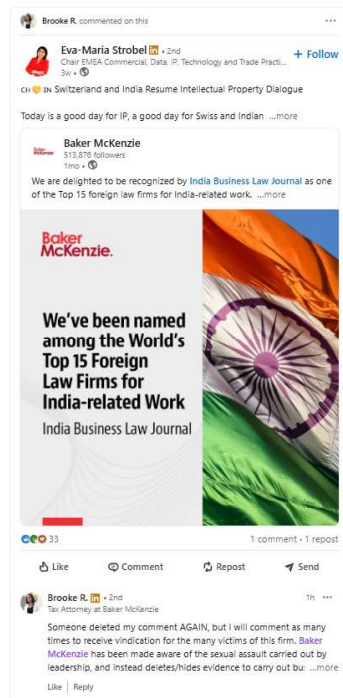 Brooke R. commented on this
Eva-Maria Strobel in • 2nd
+ Follow
Chair EMEA Commercial, Data, IP, Technology and Trade Practi...
3w •
CH 🤝 IN Switzerland and India Resume Intellectual Property Dialogue
Today is a good day for IP, a good day for Swiss and Indian ...more
Baker McKenzie
Baker McKenzie
513,876 followers
1mo •
We are delighted to be recognized by India Business Law Journal as one
of the Top 15 foreign law firms for India-related work. ...more
Baker
McKenzie.
We've been named
among the World's
Top 15 Foreign
Law Firms for
India-related Work
India Business Law Journal
33
1 comment • 1 repost
Like
Comment
Repost
Send
Brooke R. in • 2nd
1h
Tax Attorney at Baker McKenzie
Someone deleted my comment AGAIN, but I will comment as many
times to receive vindication for the many victims of this firm. Baker
McKenzie has been made aware of the sexual assault carried out by
leadership, and instead deletes/hides evidence to carry out bu: ...more
Like | Reply